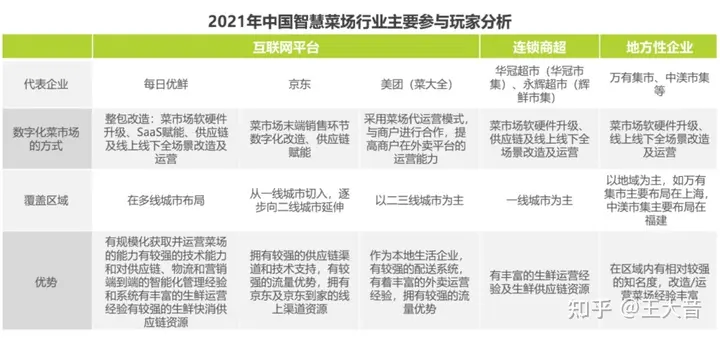 2021年中国智慧菜场行业主要参与玩家分析
互联网平台
连锁商超
地方性企业
代表企业
每日优鲜
京东
美团（菜大全）
华冠超市（华冠市
集）、永辉超市（辉
鲜市集）
万有集市、中渼市集
等
数字化菜市场
的方式
整包改造：菜市场软硬件
升级、SaaS赋能、供应链
及线上线下全场景改造及
运营
菜市场末端销售环节
数字化改造、供应链
赋能
采用菜场代运营模式，
与商户进行合作，提
高商户在外卖平台的
运营能力
菜市场软硬件升级、
供应链及线上线下全
场景改造及运营
菜市场软硬件升级、
线上线下全场景改造
及运营
覆盖区域
在多线城市布局
从一线城市切入，逐
步向二线城市延伸
以二三线城市为主
一线城市为主
以地域为主，如万有
集市主要布局在上海，
中渼市集主要布局在
福建
优势
有规模化获取并运营菜场
的能力有较强的技术能力
和对供应链、物流和营销
端到端的智能化管理经验
和系统有丰富的生鲜运营
经验有较强的生鲜快消供
应链资源
拥有较强的供应链渠
道和技术支持，有较
强的流量优势，拥有
京东及京东到家的线
上渠道资源
作为本地生活企业，
有较强的配送系统，
有着丰富的外卖运营
经验，拥有较强的流
量优势
有丰富的生鲜运营经
验及生鲜供应链资源
在区域内有相对较强
的知名度，改造/运
营菜场经验丰富
知乎 @王大昔